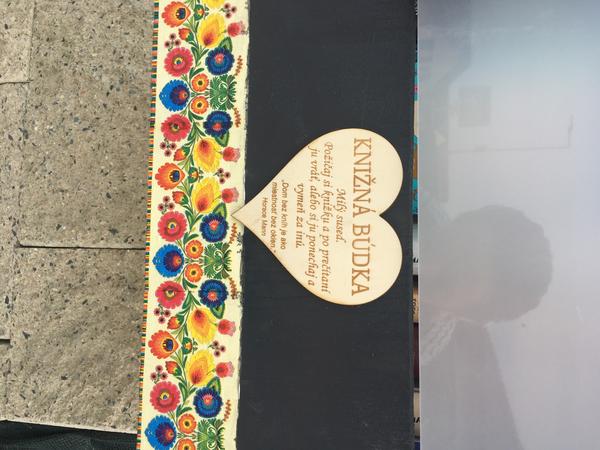 KNIŽNÁ BÚDKA
Milý sused.
Požičaj si knižku a po prečítaní
ju vráť, alebo si ju ponechaj a
vymeň za inú.
„Dom bez kníh je ako
miestnosť bez okien."
Horace Mann